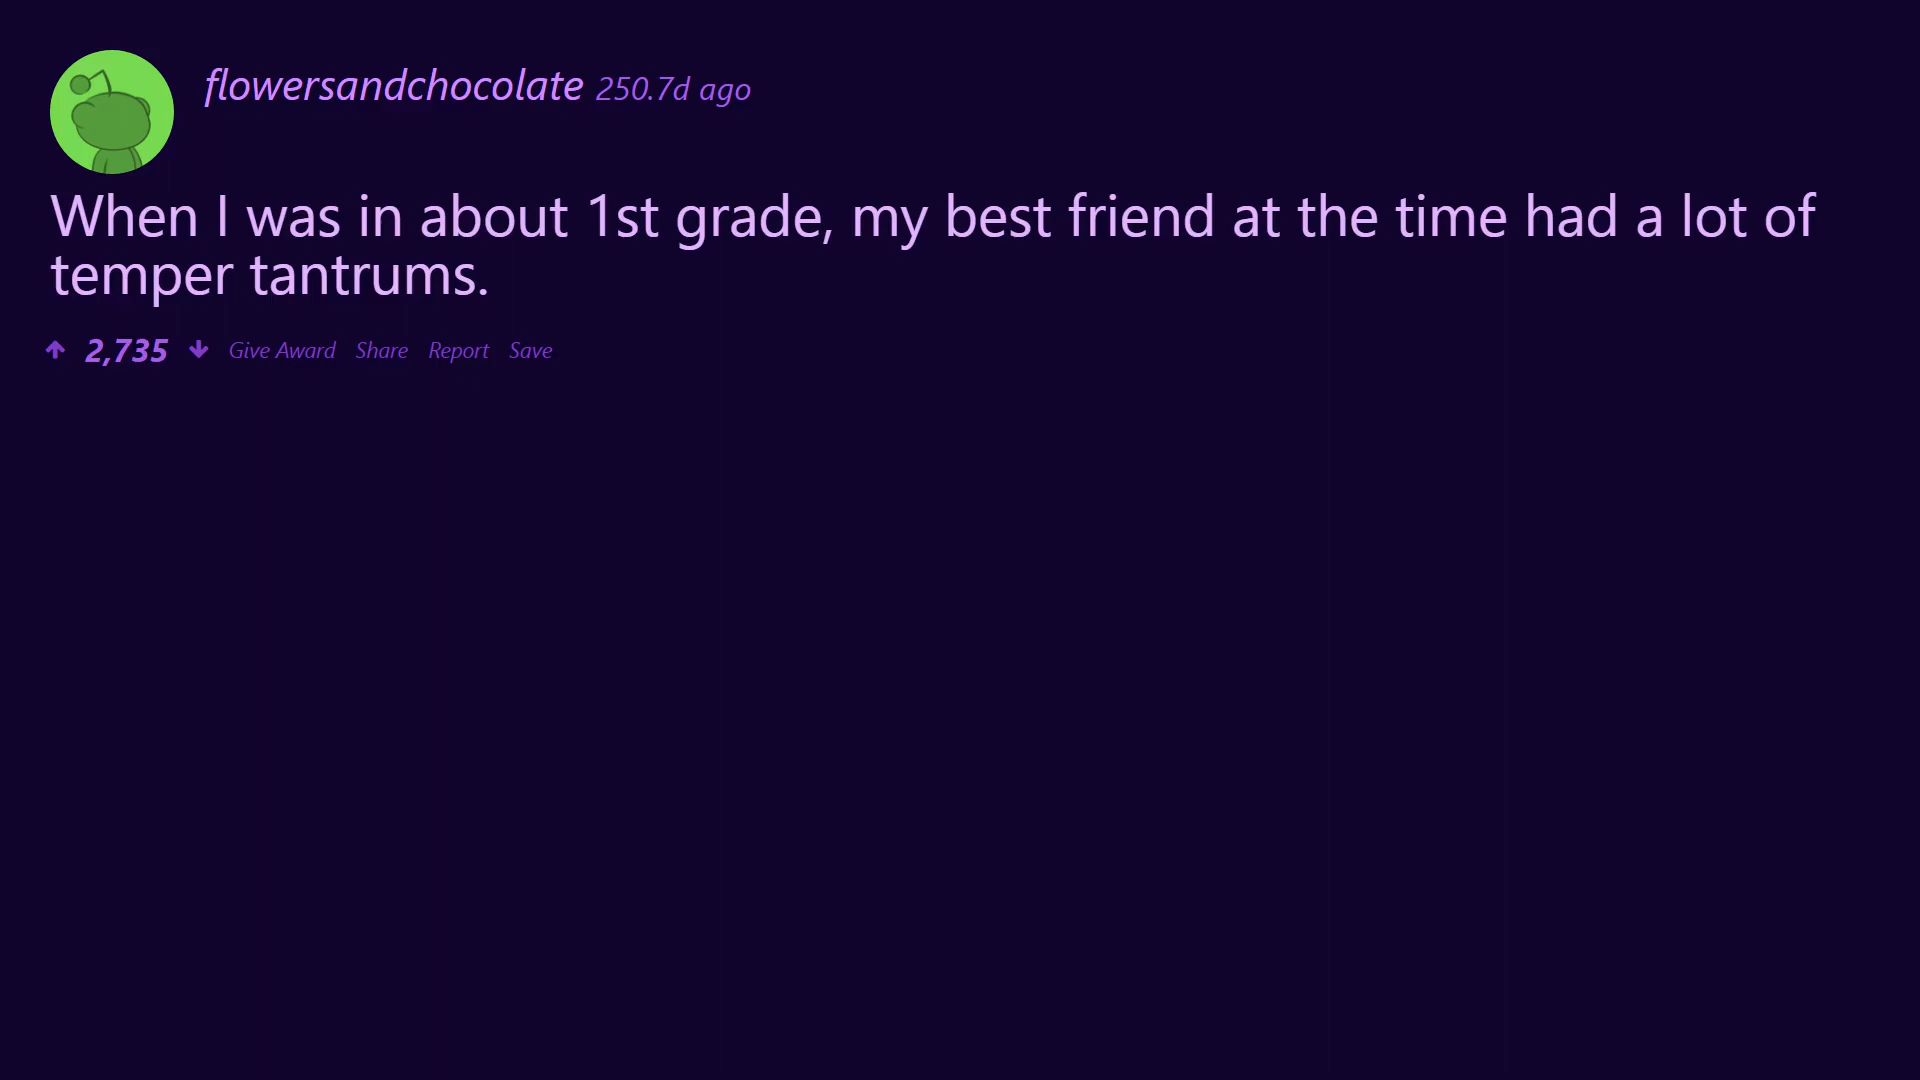 flowersandchocolate 250.7d ago
When I was in about 1st grade, my best friend at the time had a lot of
temper tantrums.
2,735 Give Award Share Report Save